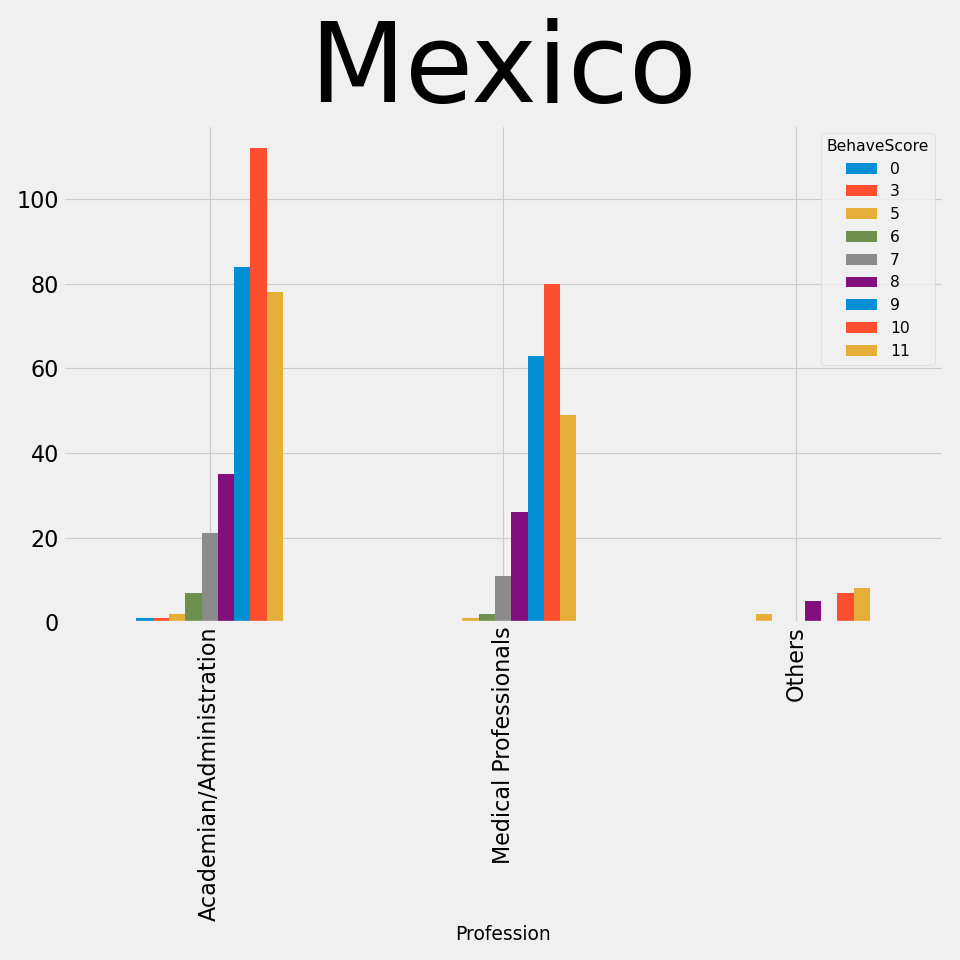 Mexico
BehaveScore
0
3
5
6
7
8
9
10
11
100
80
60
40
20
0
Academian/Administration
Medical Professionals
Others
Profession